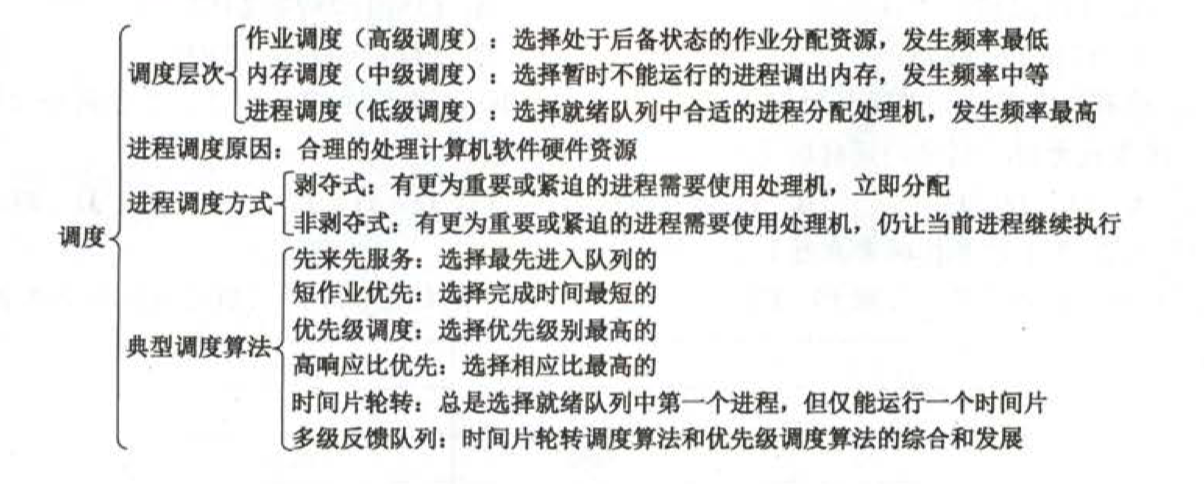 作业调度（高级调度）：选择处于后备状态的作业分配资源，发生频率最低
调度层次
内存调度（中级调度）：选择暂时不能运行的进程调出内存，发生频率中等
进程调度（低级调度）：选择就绪队列中合适的进程分配处理机，发生频率最高
进程调度原因：合理的处理计算机软件硬件资源
剥夺式：有更为重要或紧迫的进程需要使用处理机，立即分配
进程调度方式
非剥夺式：有更为重要或紧迫的进程需要使用处理机，仍让当前进程继续执行
调度
先来先服务：选择最先进入队列的
短作业优先：选择完成时间最短的
优先级调度：选择优先级别最高的
典型调度算法
高响应比优先：选择相应比最高的
时间片轮转：总是选择就绪队列中第一个进程，但仅能运行一个时间片
多级反馈队列：时间片轮转调度算法和优先级调度算法的综合和发展